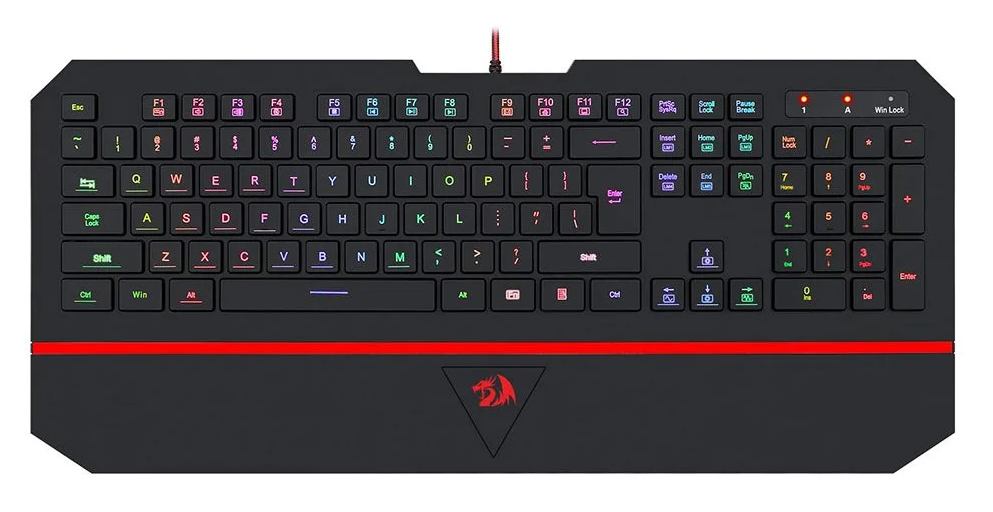 Esc F1 F2 F3 F4 F5 F6 F7 F8 F9 F10 F11 F12 PrtSc SysRq Scroll Lock Pause Break 1 A Win Lock
~ ` ! 1 @ 2 # 3 $ 4 % 5 ^ 6 & 7 * 8 ( 9 ) 0 _ - + = Insert Home PgUp Num Lock / * -
Q W E R T Y U I O P { [ } ] Enter Delete End PgDn 7 Home 8 9 PgUp +
Caps Lock A S D F G H J K L : ; " ' | \ 4 5 6
Shift Z X C V B N M < , > . ? / Shift 1 End 2 3 PgDn Enter
Ctrl Win Alt Alt Fn Ctrl 0 Ins . Del